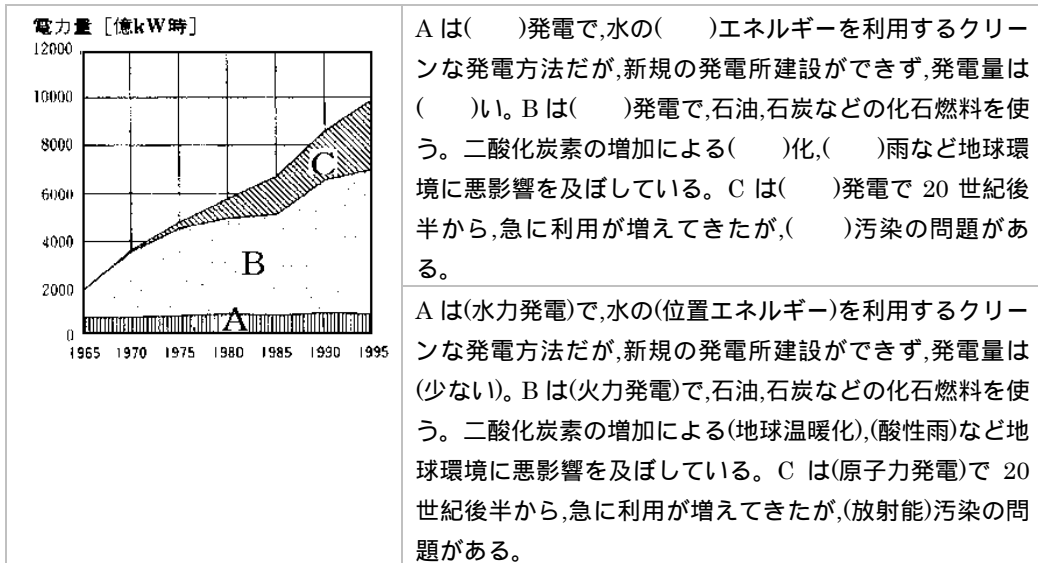 電力量［億kW時］
12000
10000
8000
6000
4000
2000
0
C
B
A
1965 1970 1975 1980 1985 1990 1995
A は(　　)発電で,水の(　　)エネルギーを利用するクリー
ンな発電方法だが,新規の発電所建設ができず,発電量は
(　　)い。B は(　　)発電で,石油,石炭などの化石燃料を使
う。二酸化炭素の増加による(　　)化,(　　)雨など地球環
境に悪影響を及ぼしている。C は(　　)発電で 20 世紀後
半から,急に利用が増えてきたが,(　　)汚染の問題があ
る。
A は(水力発電)で,水の(位置エネルギー)を利用するクリー
ンな発電方法だが,新規の発電所建設ができず,発電量は
(少ない)。B は(火力発電)で,石油,石炭などの化石燃料を使
う。二酸化炭素の増加による(地球温暖化),(酸性雨)など地
球環境に悪影響を及ぼしている。C は(原子力発電)で 20
世紀後半から,急に利用が増えてきたが,(放射能)汚染の問
題がある。